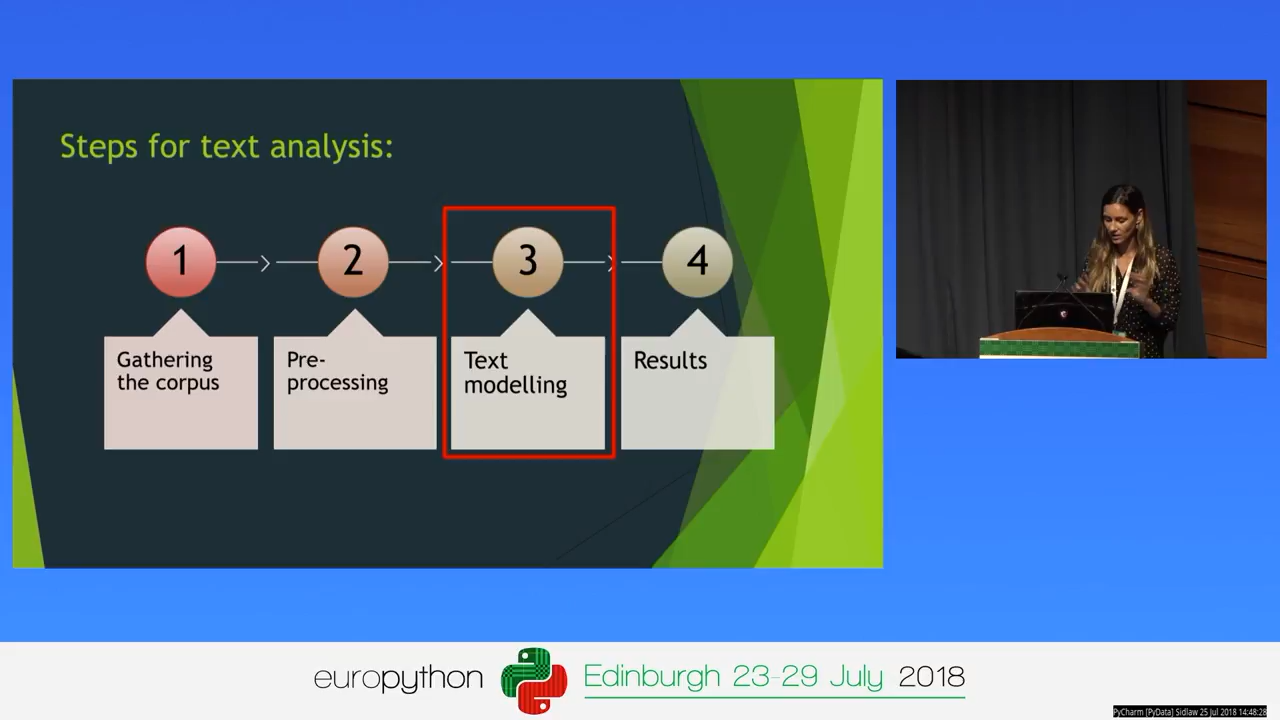 Steps for text analysis:
1
2
3
4
Gathering
the corpus
Pre-
processing
Text
modelling
Results
europython
Edinburgh 23-29 July 2018
PyCharm [PyData] Sidlaw 25 Jul 2018 14:48:28